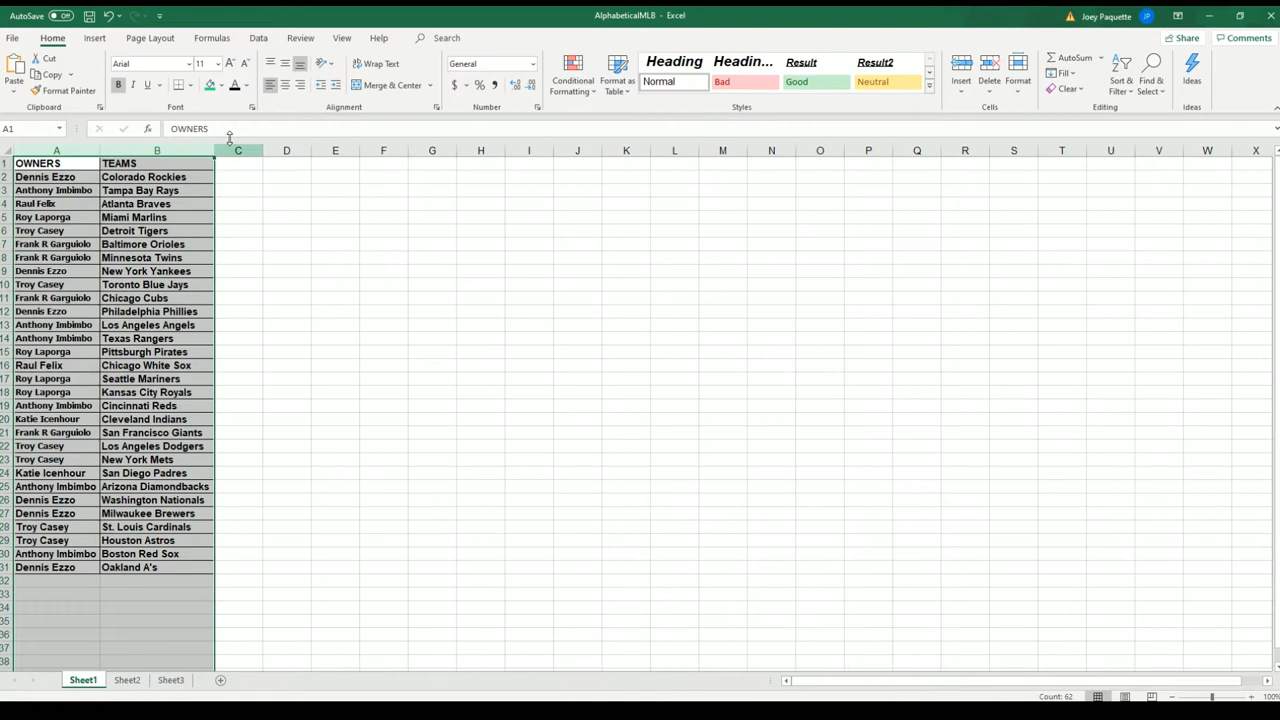 AutoSave Off AlphabeticalMLB - Excel Joey Paquette JP
File Home Insert Page Layout Formulas Data Review View Help Search Share Comments
Paste Cut Copy Format Painter Clipboard
Arial 11 A A B I U A Font
Wrap Text Merge & Center Alignment
General $ % , Number
Conditional Formatting Format as Table
Heading Headin... Result Result2
Normal Bad Good Neutral
Styles
Insert Delete Format Cells
AutoSum Fill Clear Sort & Filter Find & Select Editing
Ideas Ideas
A1 fx OWNERS
A B C D E F G H I J K L M N O P Q R S T U V W X
1 OWNERS TEAMS
2 Dennis Ezzo Colorado Rockies
3 Anthony Imbimbo Tampa Bay Rays
4 Raul Felix Atlanta Braves
5 Roy Laporga Miami Marlins
6 Troy Casey Detroit Tigers
7 Frank R Garguiolo Baltimore Orioles
8 Frank R Garguiolo Minnesota Twins
9 Dennis Ezzo New York Yankees
10 Troy Casey Toronto Blue Jays
11 Frank R Garguiolo Chicago Cubs
12 Dennis Ezzo Philadelphia Phillies
13 Anthony Imbimbo Los Angeles Angels
14 Anthony Imbimbo Texas Rangers
15 Roy Laporga Pittsburgh Pirates
16 Raul Felix Chicago White Sox
17 Roy Laporga Seattle Mariners
18 Roy Laporga Kansas City Royals
19 Anthony Imbimbo Cincinnati Reds
20 Katie Icenhour Cleveland Indians
21 Frank R Garguiolo San Francisco Giants
22 Troy Casey Los Angeles Dodgers
23 Troy Casey New York Mets
24 Katie Icenhour San Diego Padres
25 Anthony Imbimbo Arizona Diamondbacks
26 Dennis Ezzo Washington Nationals
27 Dennis Ezzo Milwaukee Brewers
28 Troy Casey St. Louis Cardinals
29 Troy Casey Houston Astros
30 Anthony Imbimbo Boston Red Sox
31 Dennis Ezzo Oakland A's
32
33
34
35
36
37
38
Sheet1 Sheet2 Sheet3
Count: 62 100%